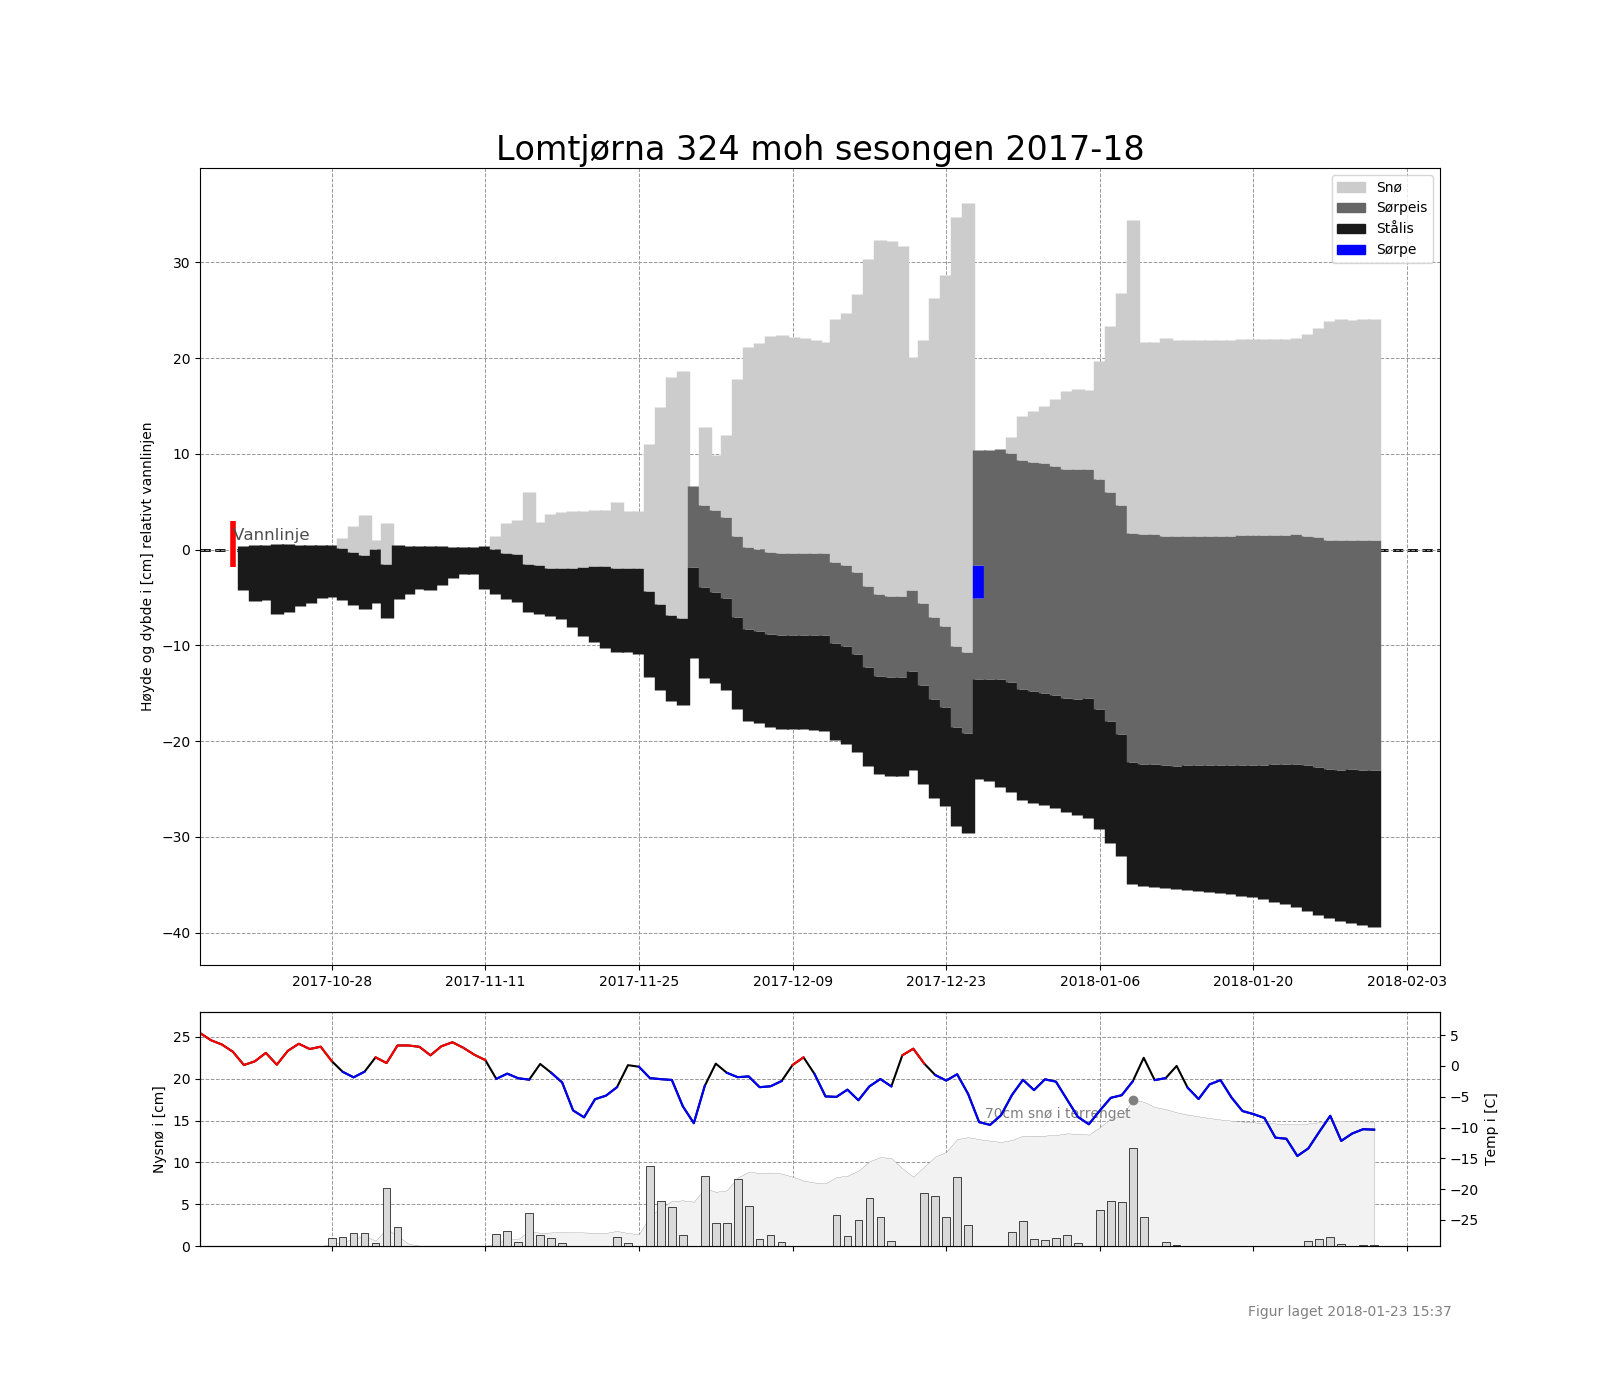 Lomtjørna 324 moh sesongen 2017-18
Snø
Sørpeis
Stålis
Sørpe
Høyde og dybde i [cm] relativt vannlinjen
30
20
10
0
−10
−20
−30
−40
Vannlinje
2017-10-28 2017-11-11 2017-11-25 2017-12-09 2017-12-23 2018-01-06 2018-01-20 2018-02-03
Nysnø i [cm]
25
20
15
10
5
0
70cm snø i terrenget
5
0
−5
−10
−15
−20
−25
Temp i [C]
Figur laget 2018-01-23 15:37